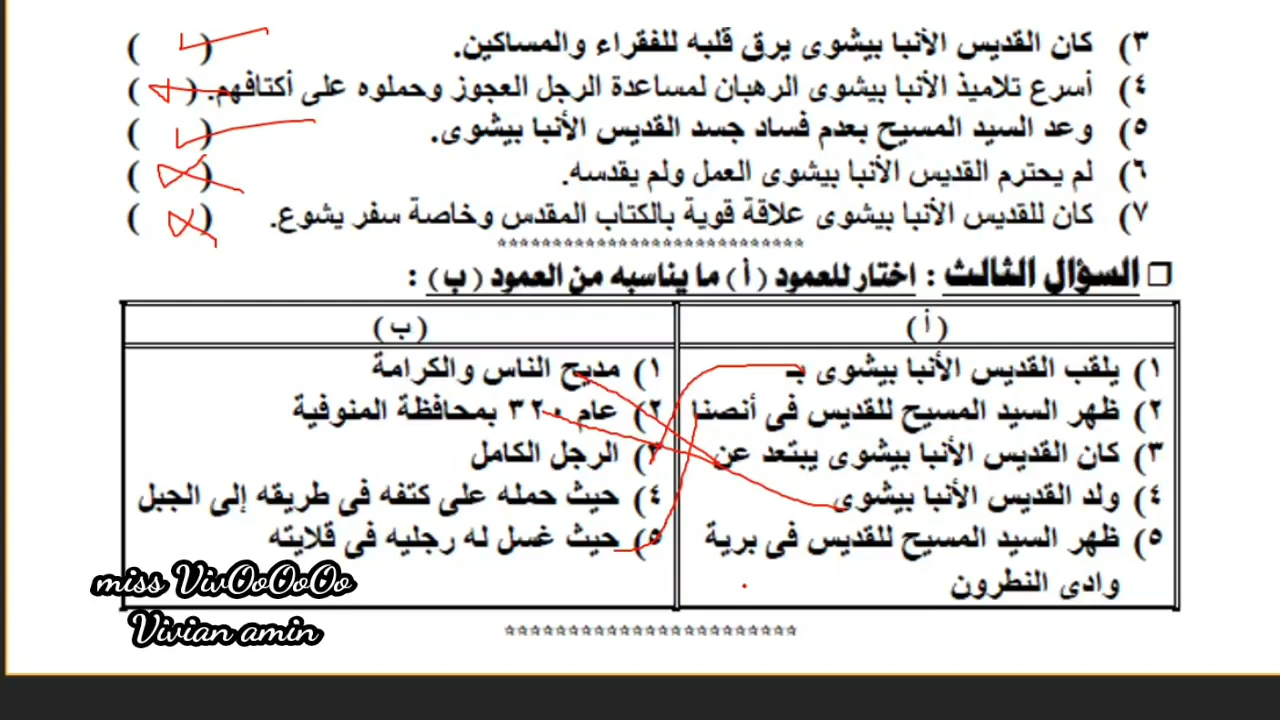 ٣) كان القديس الأنبا بيشوى يرق قلبه للفقراء والمساكين. ( )
٤) أسرع تلاميذ الأنبا بيشوى الرهبان لمساعدة الرجل العجوز وحملوه على أكتافهم. ( )
٥) وعد السيد المسيح بعدم فساد جسد القديس الأنبا بيشوى. ( )
٦) لم يحترم القديس الأنبا بيشوى العمل ولم يقدسه. ( )
٧) كان للقديس الأنبا بيشوى علاقة قوية بالكتاب المقدس وخاصة سفر يشوع. ( )
***************************
❒ السؤال الثالث : اختار للعمود ( أ ) ما يناسبه من العمود ( ب ) :
( أ ) ( ب )
١) يلقب القديس الأنبا بيشوى بـ ١) مديح الناس والكرامة
٢) ظهر السيد المسيح للقديس فى أنصنا ٢) عام ٣٢٠ بمحافظة المنوفية
٣) كان القديس الأنبا بيشوى يبتعد عن ٣) الرجل الكامل
٤) ولد القديس الأنبا بيشوى ٤) حيث حمله على كتفه فى طريقه إلى الجبل
٥) ظهر السيد المسيح للقديس فى برية ٥) حيث غسل له رجليه فى قلايته
وادى النطرون
miss VivOoOoOo
Vivian amin
*************************